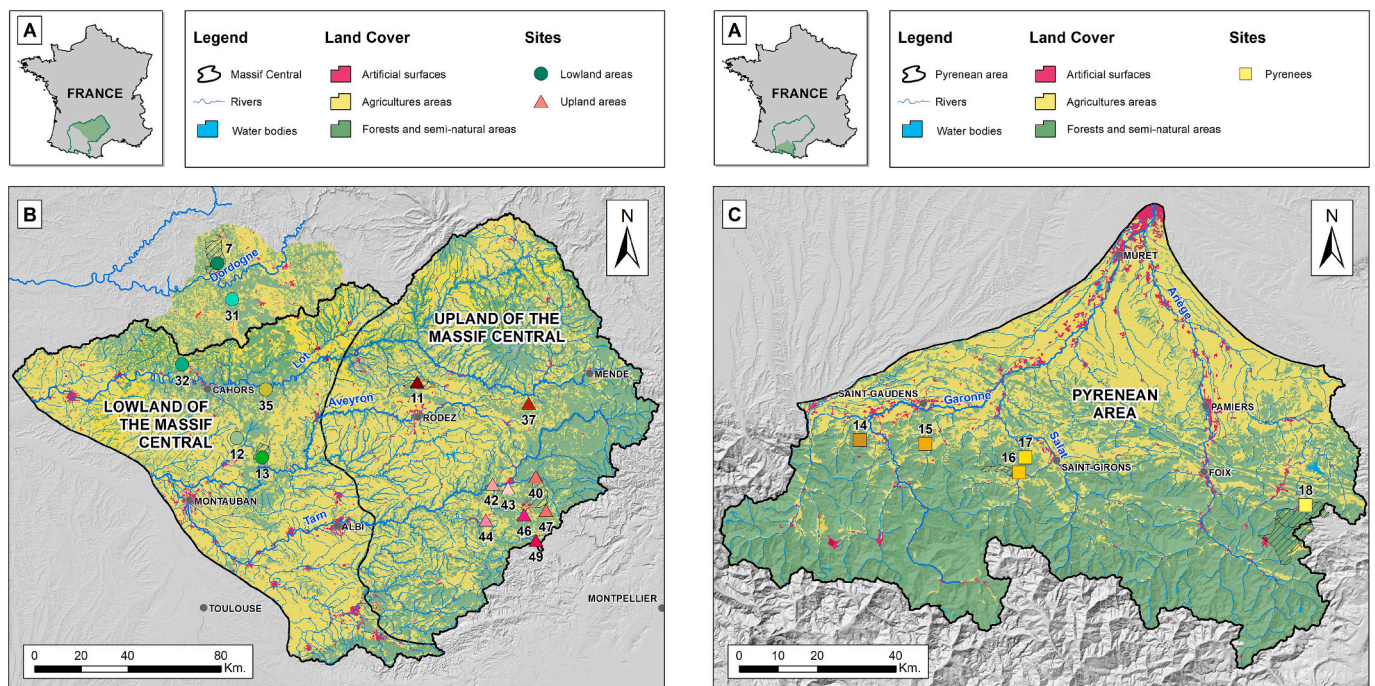 A
FRANCE
Legend
Massif Central
Rivers
Water bodies
Land Cover
Artificial surfaces
Agricultures areas
Forests and semi-natural areas
Sites
Lowland areas
Upland areas
A
FRANCE
Legend
Pyrenean area
Rivers
Water bodies
Land Cover
Artificial surfaces
Agricultures areas
Forests and semi-natural areas
Sites
Pyrenees
B
N
7
Dordogne
31
UPLAND OF THE
MASSIF CENTRAL
Lot
32
CAHORS
MENDE
11
35
Aveyron
37
LOWLAND OF
THE MASSIF
CENTRAL
RODEZ
12
13
42
43
40
MONTAUBAN
Tarn
ALBI
44
46
47
49
TOULOUSE
MONTPELLIER
0 20 40 80
Km.
C
N
MURET
Ariège
SAINT-GAUDENS
Garonne
PYRENEAN
AREA
PAMIERS
14
15
17
Salat
16
SAINT-GIRONS
FOIX
18
0 10 20 40
Km.